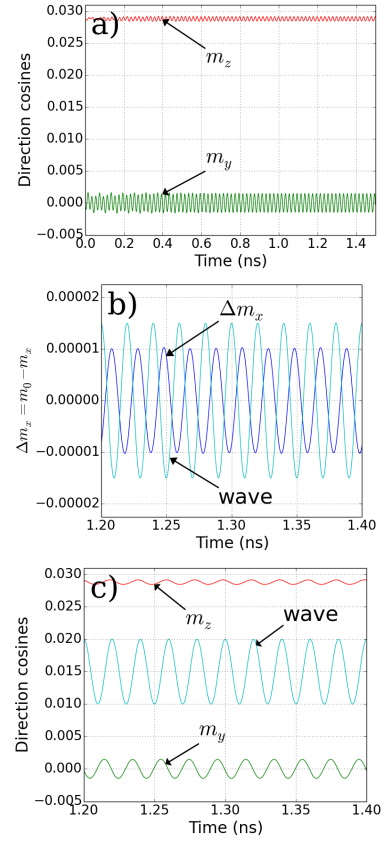 a)
0.030
0.025
0.020
0.015
0.010
0.005
0.000
−0.005
Direction cosines
m_z
m_y
0.0 0.2 0.4 0.6 0.8 1.0 1.2 1.4
Time (ns)
b)
0.00002
0.00001
0.00000
−0.00001
−0.00002
Δm_x = m_0 − m_x
Δm_x
wave
1.20 1.25 1.30 1.35 1.40
Time (ns)
c)
0.030
0.025
0.020
0.015
0.010
0.005
0.000
−0.005
Direction cosines
m_z
wave
m_y
1.20 1.25 1.30 1.35 1.40
Time (ns)